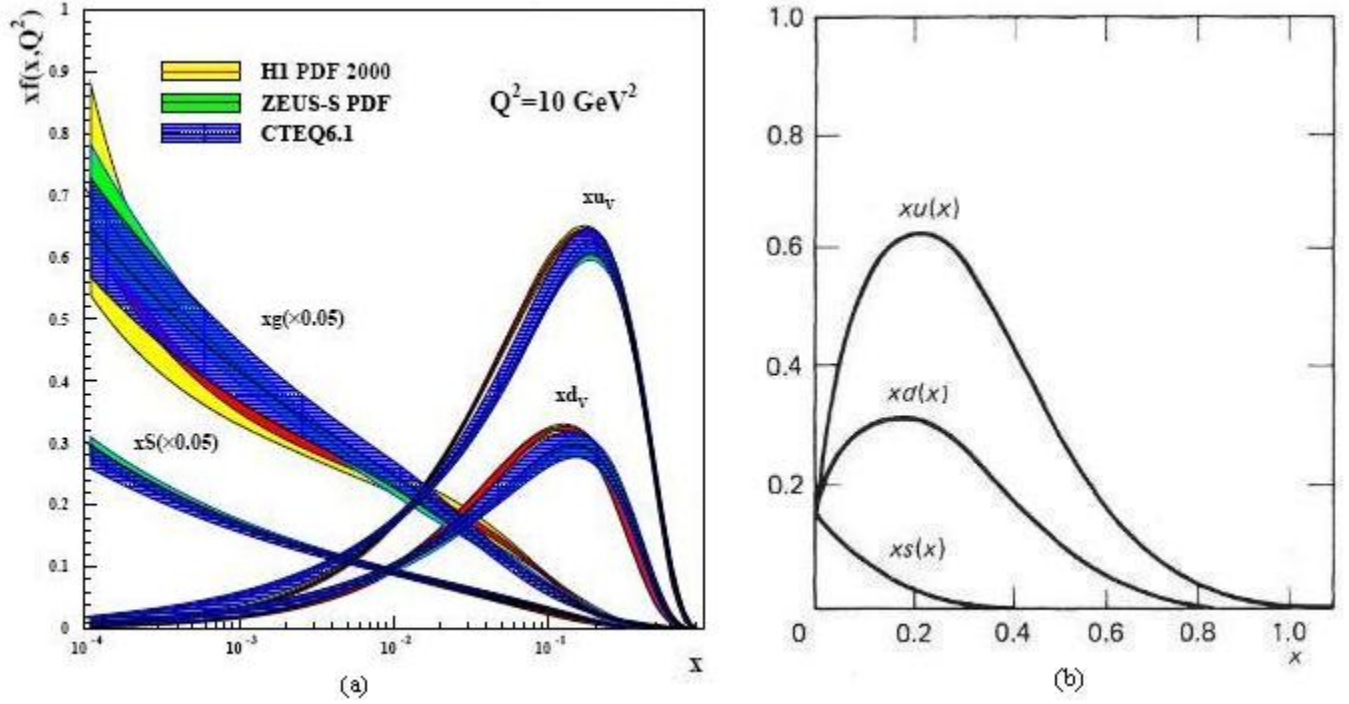 xf(x,Q²)
1
0.9
0.8
0.7
0.6
0.5
0.4
0.3
0.2
0.1
0
H1 PDF 2000
ZEUS-S PDF
CTEQ6.1
Q²=10 GeV²
xu_V
xg(×0.05)
xd_V
xS(×0.05)
10⁻⁴ 10⁻³ 10⁻² 10⁻¹
x
(a)
1.0
0.8
0.6
0.4
0.2
xu(x)
xd(x)
xs(x)
0 0.2 0.4 0.6 0.8 1.0
x
(b)